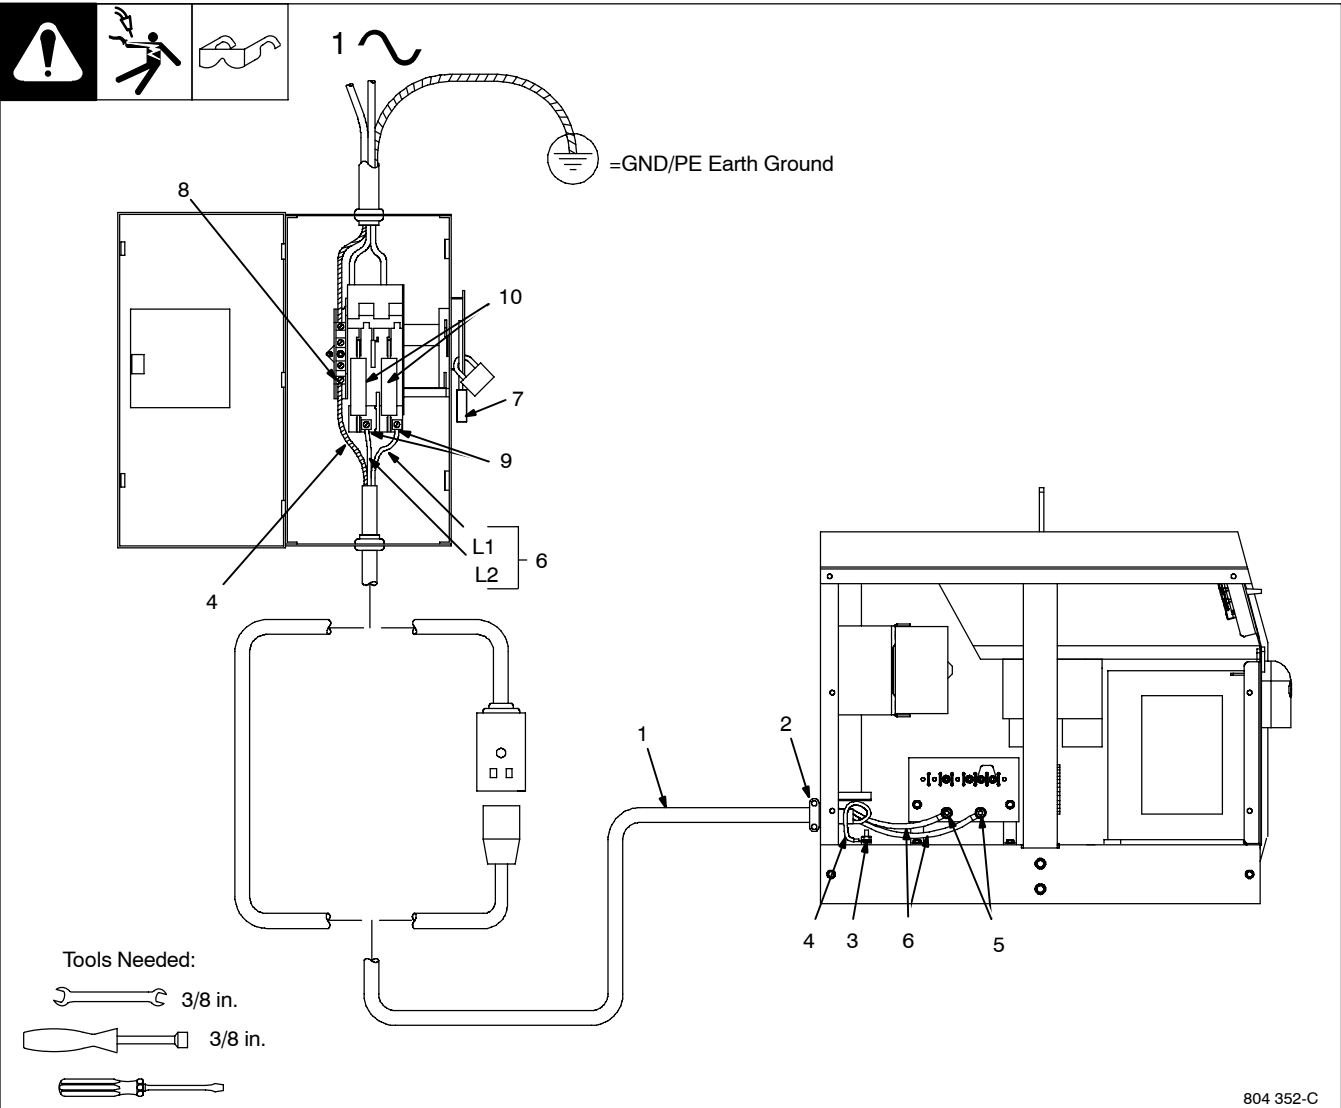 1
=GND/PE Earth Ground
8
10
7
9
L1
L2
6
4
1
2
4
3
6
5
Tools Needed:
3/8 in.
3/8 in.
804 352-C